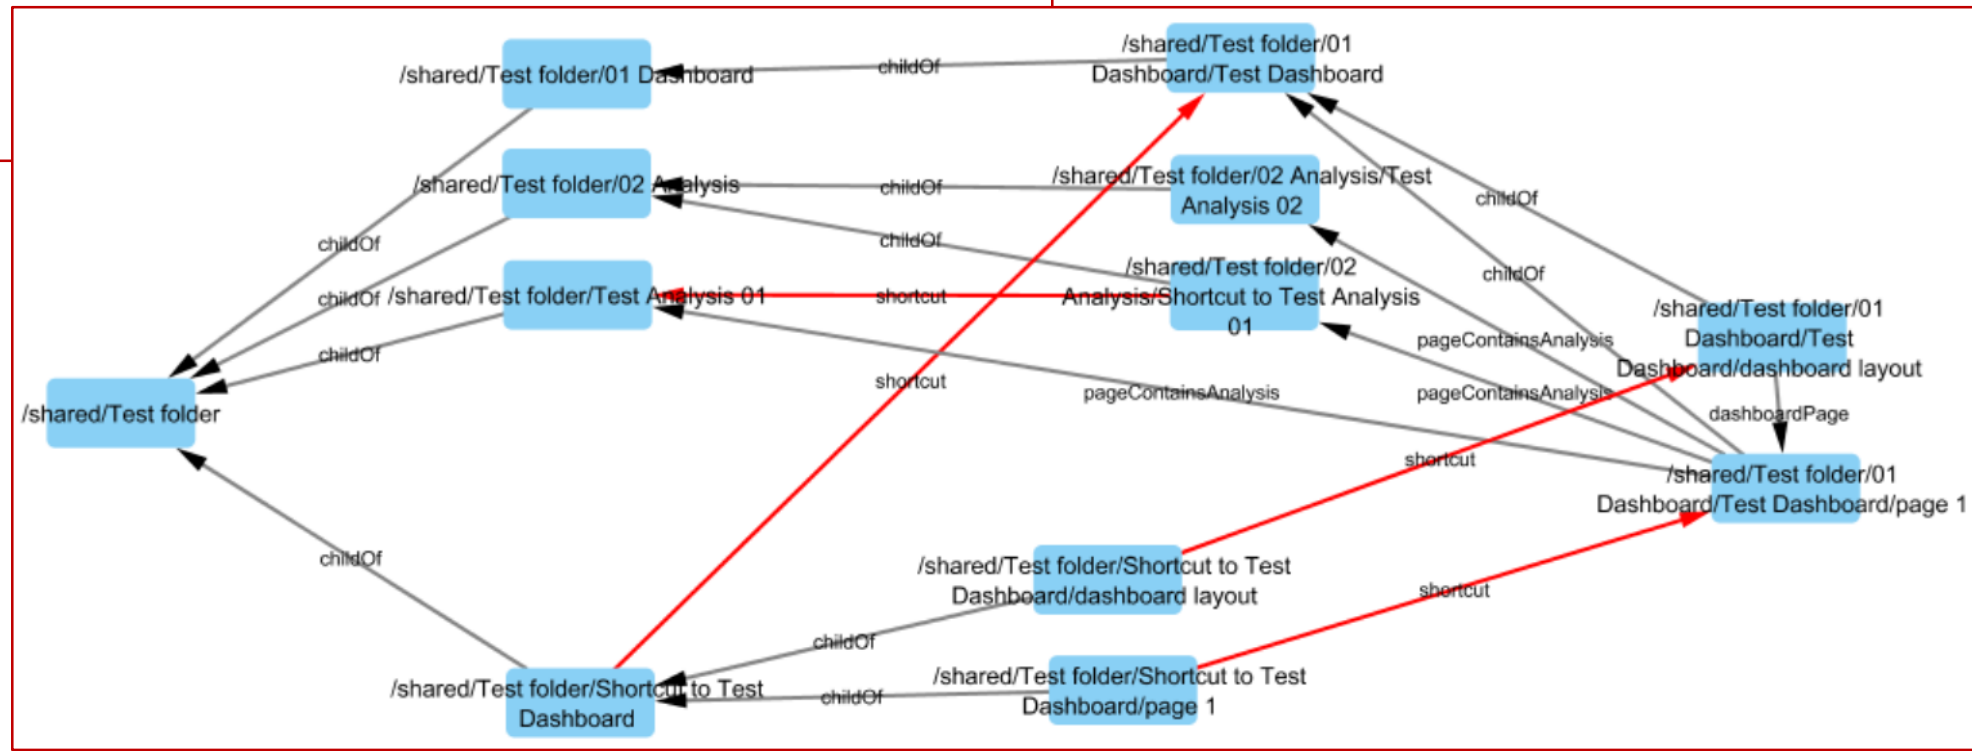 /shared/Test folder/01 Dashboard
childOf
/shared/Test folder/01
Dashboard/Test Dashboard
/shared/Test folder/02 Analysis
childOf
/shared/Test folder/02 Analysis/Test
Analysis 02
childOf
childOf
childOf
/shared/Test folder/02
Analysis/Shortcut to Test Analysis
01
childOf
childOf
/shared/Test folder/Test Analysis 01
shortcut
/shared/Test folder/01
Dashboard/Test
Dashboard/dashboard layout
pageContainsAnalysis
childOf
shortcut
pageContainsAnalysis
pageContainsAnalysis
/shared/Test folder
dashboardPage
shortcut
/shared/Test folder/01
Dashboard/Test Dashboard/page 1
childOf
/shared/Test folder/Shortcut to Test
Dashboard/dashboard layout
shortcut
childOf
/shared/Test folder/Shortcut to Test
Dashboard
childOf
/shared/Test folder/Shortcut to Test
Dashboard/page 1